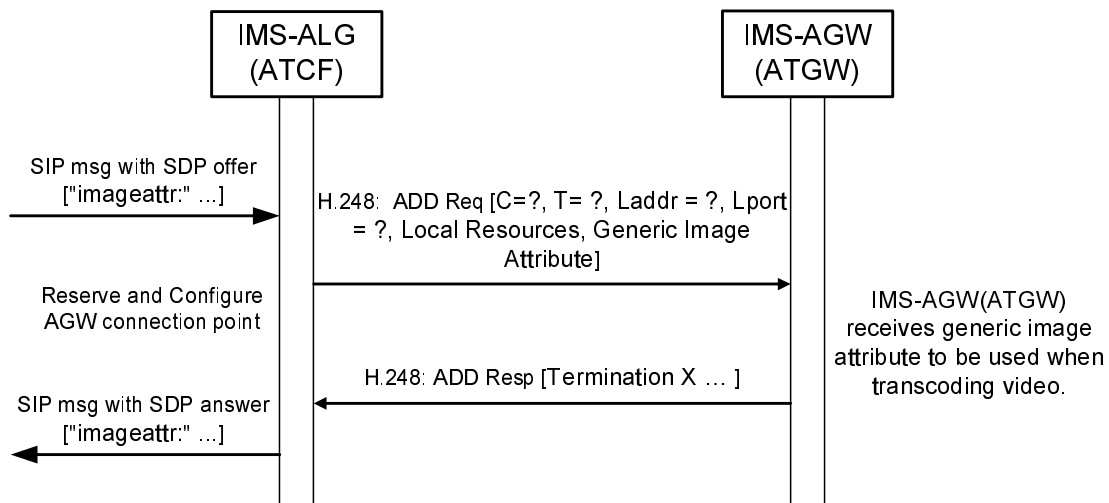 IMS-ALG
(ATCF)
IMS-AGW
(ATGW)
SIP msg with SDP offer
["imageattr:" ...]
H.248: ADD Req [C=?, T= ?, Laddr = ?, Lport
= ?, Local Resources, Generic Image
Attribute]
Reserve and Configure
AGW connection point
IMS-AGW(ATGW)
receives generic image
attribute to be used when
transcoding video.
H.248: ADD Resp [Termination X ... ]
SIP msg with SDP answer
["imageattr:" ...]